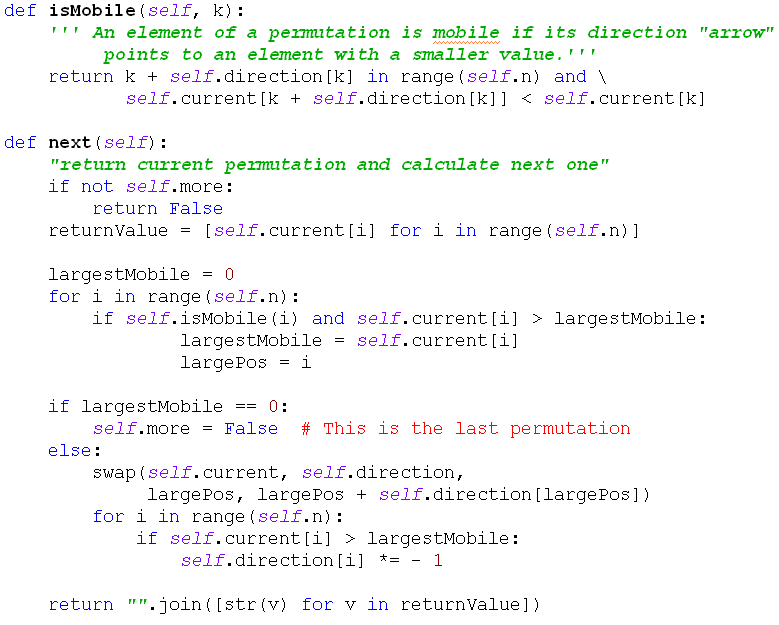 def isMobile(self, k):
    ''' An element of a permutation is mobile if its direction "arrow"
         points to an element with a smaller value.'''
    return k + self.direction[k] in range(self.n) and \
           self.current[k + self.direction[k]] < self.current[k]

def next(self):
    "return current permutation and calculate next one"
    if not self.more:
        return False
    returnValue = [self.current[i] for i in range(self.n)]

    largestMobile = 0
    for i in range(self.n):
        if self.isMobile(i) and self.current[i] > largestMobile:
                largestMobile = self.current[i]
                largePos = i

    if largestMobile == 0:
        self.more = False  # This is the last permutation
    else:
        swap(self.current, self.direction,
             largePos, largePos + self.direction[largePos])
        for i in range(self.n):
            if self.current[i] > largestMobile:
                self.direction[i] *= - 1

    return "".join([str(v) for v in returnValue])